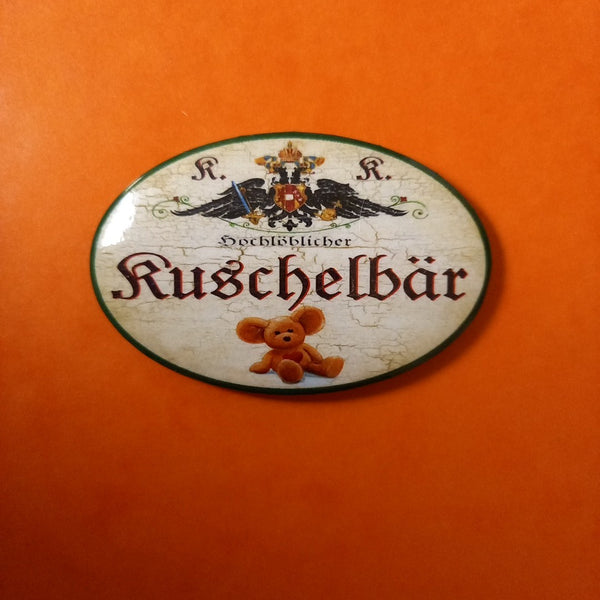 K. K.
Hochlöblicher
Kuschelbär